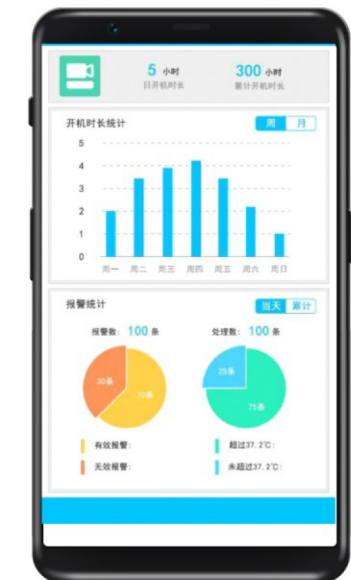 5 小时
300 小时
日开机时长
累计开机时长
开机时长统计
周 月
5
4
3
2
1
0
周一 周二 周三 周四 周五 周六 周日
报警统计
当天 累计
报警数: 100 条
处理数: 100 条
30条
70条
25条
75条
有效报警:
无效报警:
超过37.2℃:
未超过37.2℃: